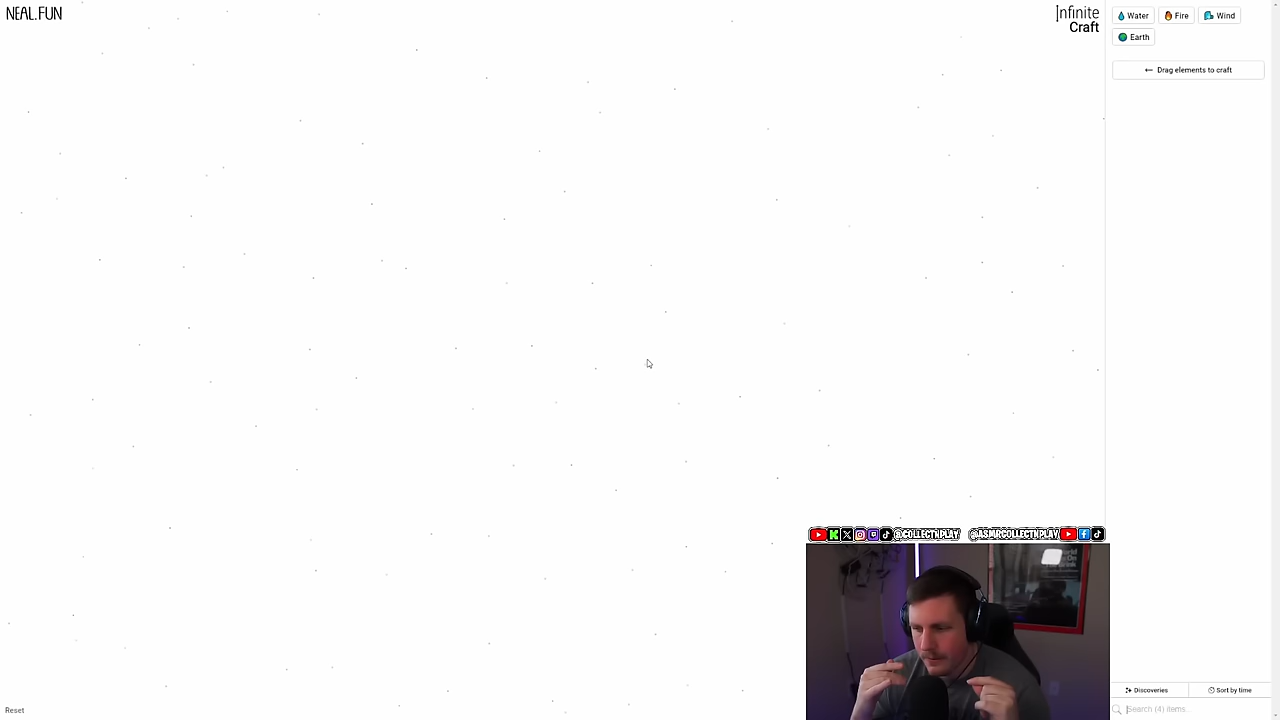 NEAL.FUN
Infinite
Craft
Water
Fire
Wind
Earth
← Drag elements to craft
@COLLECTNPLAY
@ASMRCOLLECTNPLAY
Discoveries
Sort by time
Search (4) items...
Reset